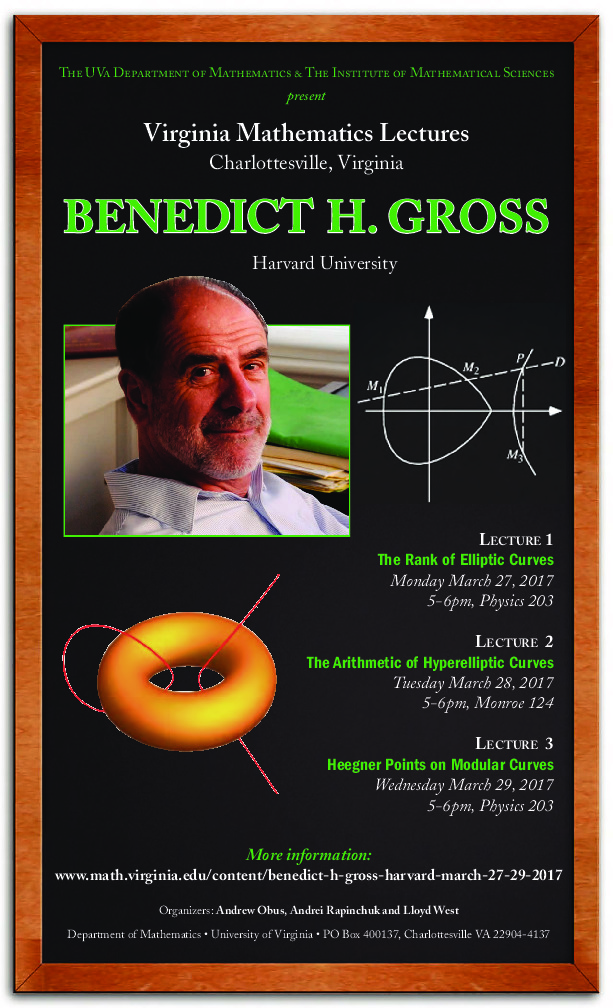 The UVa Department of Mathematics & The Institute of Mathematical Sciences
present
Virginia Mathematics Lectures
Charlottesville, Virginia
BENEDICT H. GROSS
Harvard University
M1
M2
P
D
M3
Lecture 1
The Rank of Elliptic Curves
Monday March 27, 2017
5-6pm, Physics 203
Lecture 2
The Arithmetic of Hyperelliptic Curves
Tuesday March 28, 2017
5-6pm, Monroe 124
Lecture 3
Heegner Points on Modular Curves
Wednesday March 29, 2017
5-6pm, Physics 203
More information:
www.math.virginia.edu/content/benedict-h-gross-harvard-march-27-29-2017
Organizers: Andrew Obus, Andrei Rapinchuk and Lloyd West
Department of Mathematics • University of Virginia • PO Box 400137, Charlottesville VA 22904-4137